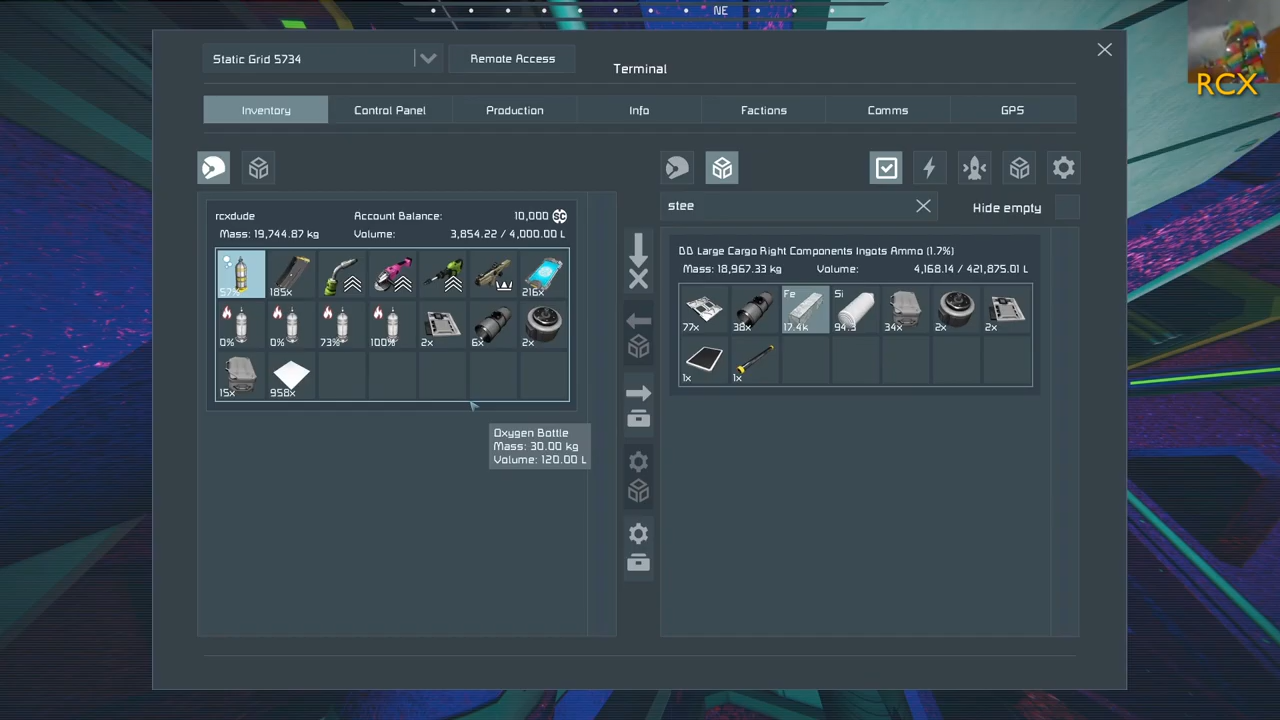 NE
RCX
Static Grid 5734
Remote Access
Terminal
Inventory
Control Panel
Production
Info
Factions
Comms
GPS
rcxdude
Account Balance: 10,000 SC
Mass: 19,744.87 kg
Volume: 3,854.22 / 4,000.00 L
57%
185x
216x
0%
0%
73%
100%
2x
6x
2x
15x
958x
Oxygen Bottle
Mass: 30.00 kg
Volume: 120.00 L
stee
Hide empty
DD Large Cargo Right Components Ingots Ammo (1.7%)
Mass: 18,967.33 kg
Volume: 4,168.14 / 421,875.01 L
Fe
Si
77x
38x
17.4k
94.3
34x
2x
2x
1x
1x